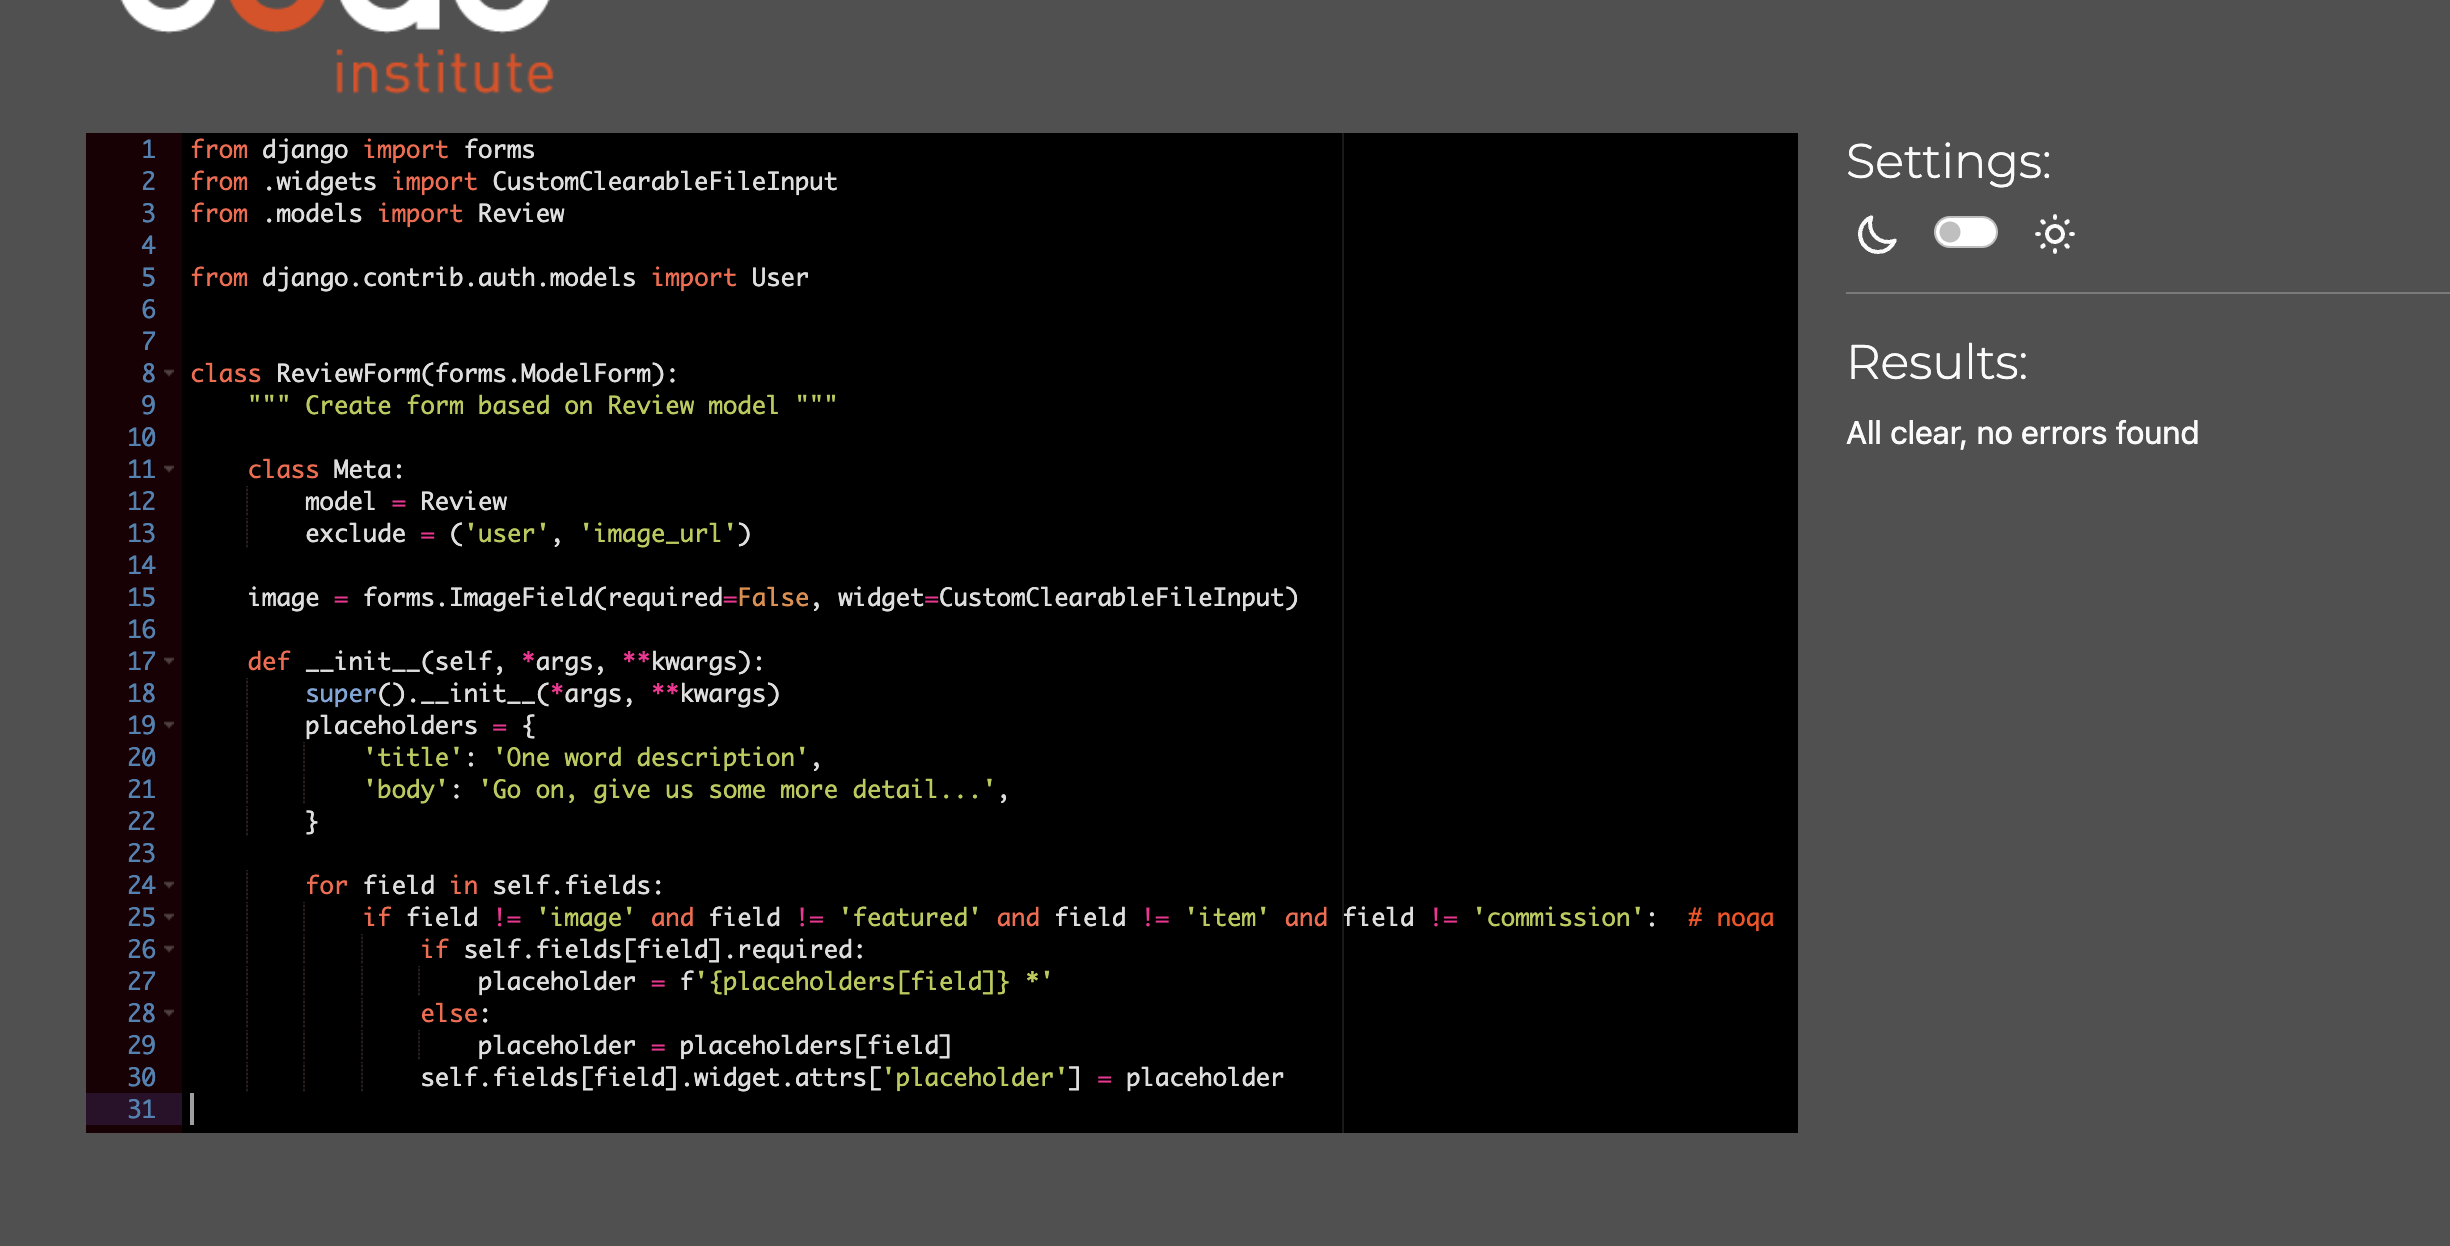 institute
1 from django import forms
2 from .widgets import CustomClearableFileInput
3 from .models import Review
4
5 from django.contrib.auth.models import User
6
7
8 class ReviewForm(forms.ModelForm):
9     """ Create form based on Review model """
10
11     class Meta:
12         model = Review
13         exclude = ('user', 'image_url')
14
15     image = forms.ImageField(required=False, widget=CustomClearableFileInput)
16
17     def __init__(self, *args, **kwargs):
18         super().__init__(*args, **kwargs)
19         placeholders = {
20             'title': 'One word description',
21             'body': 'Go on, give us some more detail...',
22         }
23
24         for field in self.fields:
25             if field != 'image' and field != 'featured' and field != 'item' and field != 'commission':  # noqa
26                 if self.fields[field].required:
27                     placeholder = f'{placeholders[field]} *'
28                 else:
29                     placeholder = placeholders[field]
30                 self.fields[field].widget.attrs['placeholder'] = placeholder
31
Settings:
Results:
All clear, no errors found